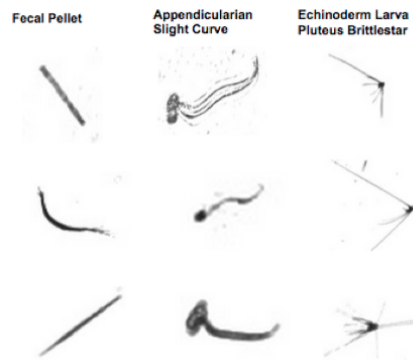 Fecal Pellet
Appendicularian
Slight Curve
Echinoderm Larva
Pluteus Brittlestar